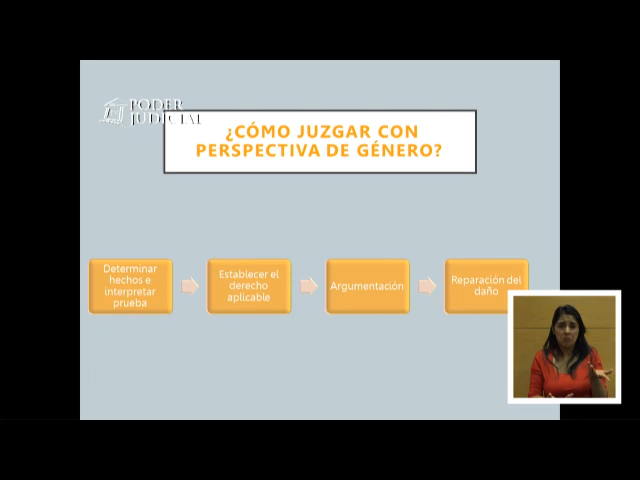 PODER
JUDICIAL
¿CÓMO JUZGAR CON
PERSPECTIVA DE GÉNERO?
Determinar
hechos e
interpretar
prueba
Establecer el
derecho
aplicable
Argumentación
Reparación del
daño